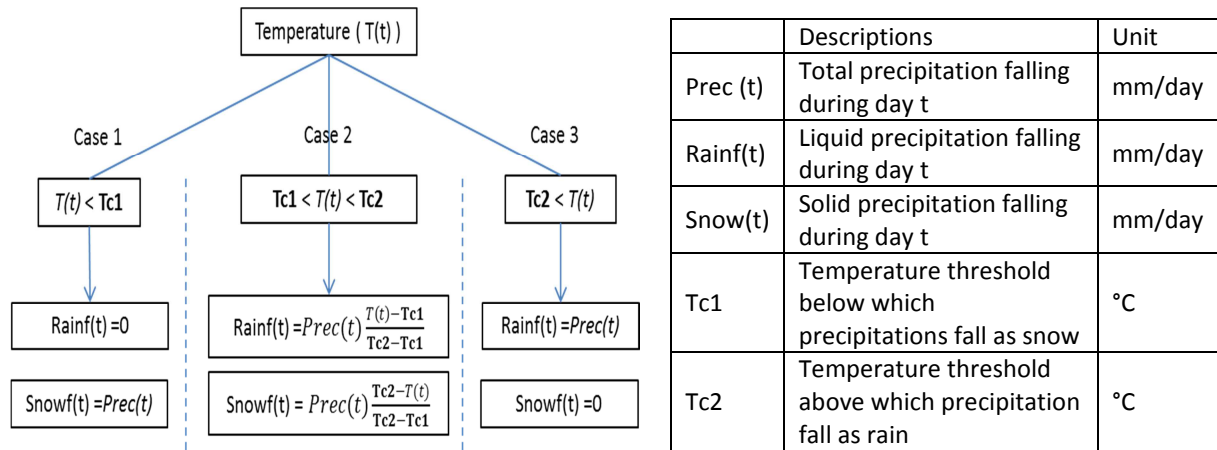 Temperature ( T(t) )
Case 1
Case 2
Case 3
T(t) < Tc1
Tc1 < T(t) < Tc2
Tc2 < T(t)
Rainf(t) =0
Rainf(t) =Prec(t) T(t)−Tc1
Tc2−Tc1
Rainf(t) =Prec(t)
Snowf(t) =Prec(t)
Snowf(t) = Prec(t) Tc2−T(t)
Tc2−Tc1
Snowf(t) =0
Descriptions Unit
Prec (t) Total precipitation falling
during day t mm/day
Rainf(t) Liquid precipitation falling
during day t mm/day
Snow(t) Solid precipitation falling
during day t mm/day
Tc1 Temperature threshold
below which
precipitations fall as snow °C
Tc2 Temperature threshold
above which precipitation
fall as rain °C